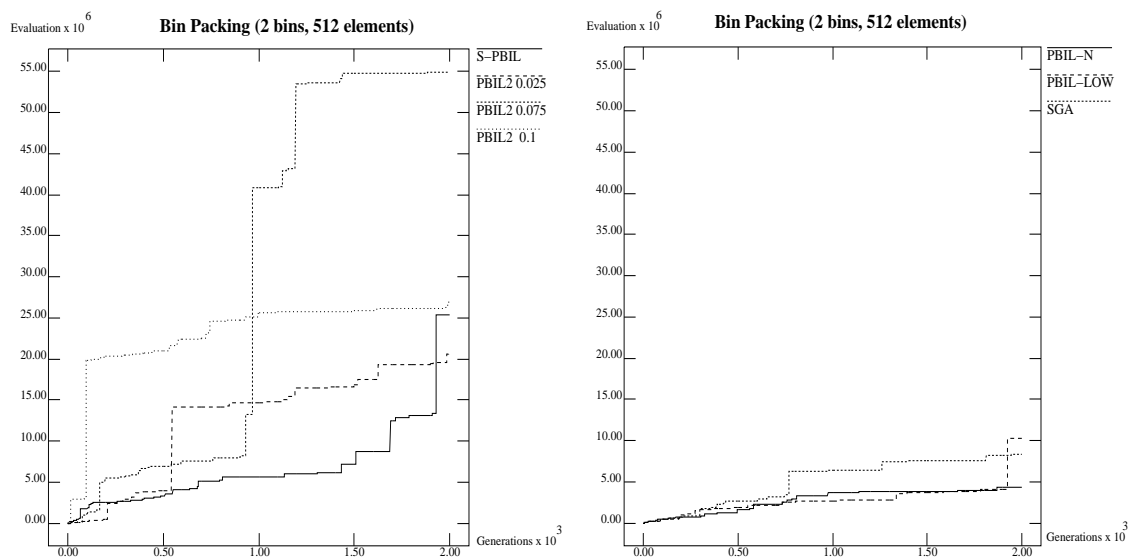 Evaluation x 10^6
Bin Packing (2 bins, 512 elements)
S-PBIL
PBIL2 0.025
PBIL2 0.075
PBIL2 0.1
55.00
50.00
45.00
40.00
35.00
30.00
25.00
20.00
15.00
10.00
5.00
0.00
0.00 0.50 1.00 1.50 2.00
Generations x 10^3
Evaluation x 10^6
Bin Packing (2 bins, 512 elements)
PBIL-N
PBIL-LOW
SGA
55.00
50.00
45.00
40.00
35.00
30.00
25.00
20.00
15.00
10.00
5.00
0.00
0.00 0.50 1.00 1.50 2.00
Generations x 10^3